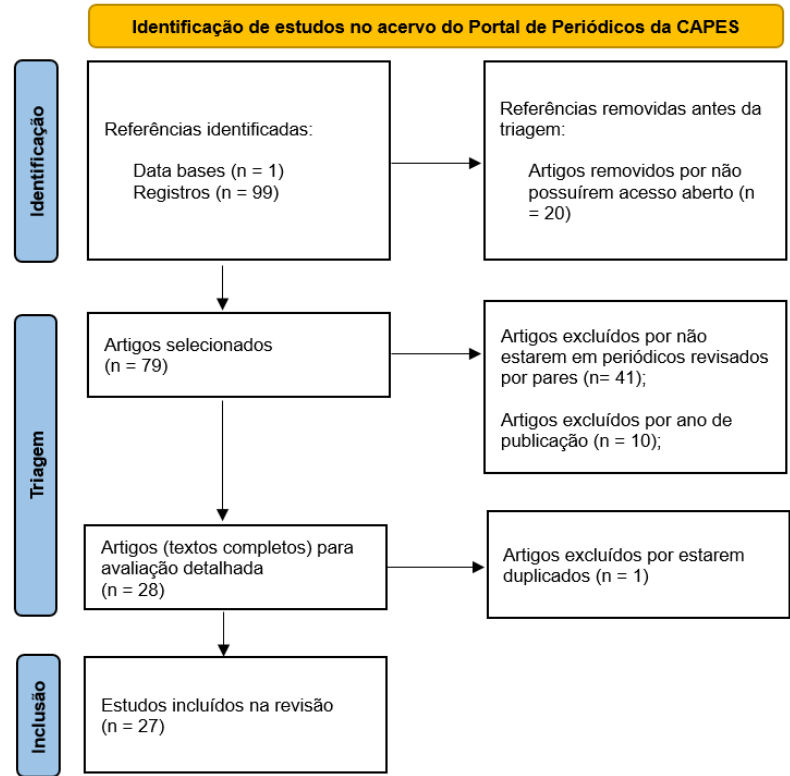 Identificação de estudos no acervo do Portal de Periódicos da CAPES
Identificação
Referências identificadas:
Data bases (n = 1)
Registros (n = 99)
Referências removidas antes da
triagem:
Artigos removidos por não
possuírem acesso aberto (n
= 20)
Triagem
Artigos selecionados
(n = 79)
Artigos excluídos por não
estarem em periódicos revisados
por pares (n= 41);
Artigos excluídos por ano de
publicação (n = 10);
Artigos (textos completos) para
avaliação detalhada
(n = 28)
Artigos excluídos por estarem
duplicados (n = 1)
Inclusão
Estudos incluídos na revisão
(n = 27)